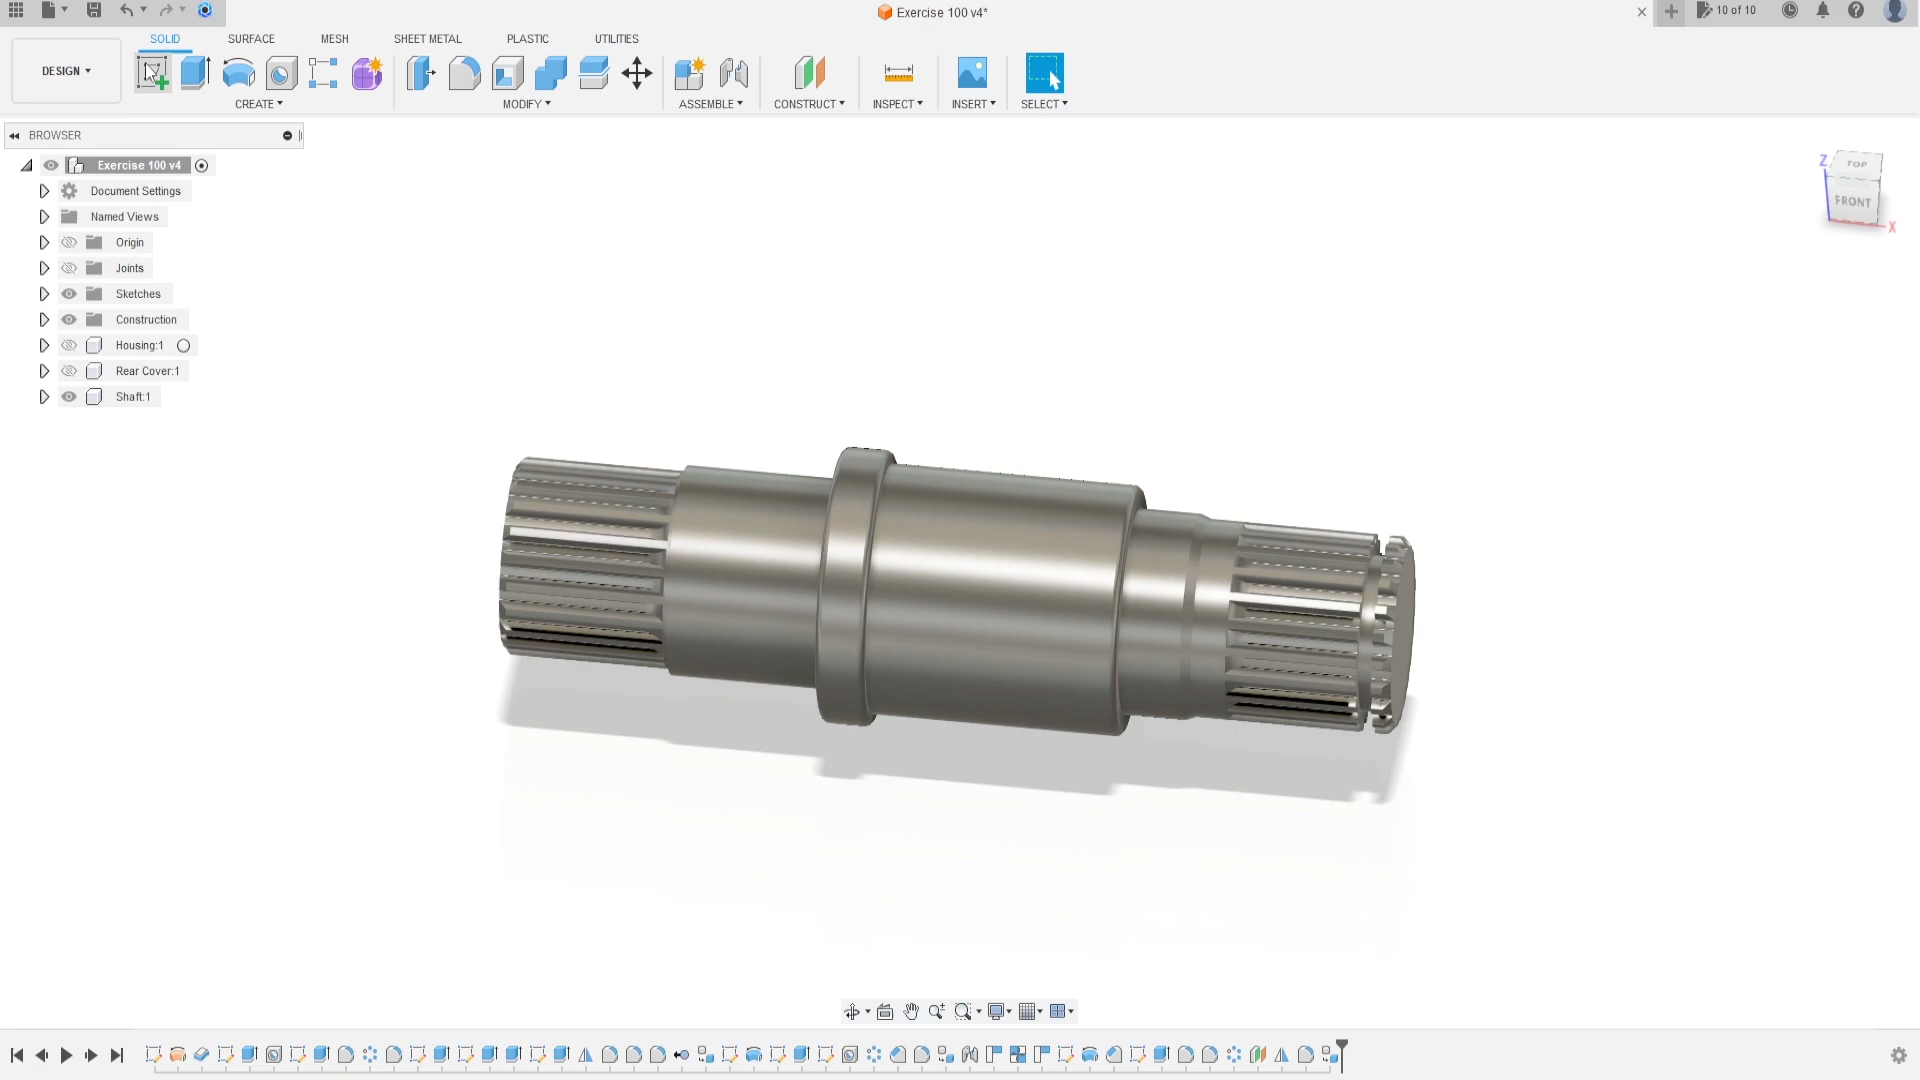 Exercise 100 v4*
10 of 10
SOLID SURFACE MESH SHEET METAL PLASTIC UTILITIES
DESIGN
CREATE MODIFY ASSEMBLE CONSTRUCT INSPECT INSERT SELECT
BROWSER
Exercise 100 v4
Document Settings
Named Views
Origin
Joints
Sketches
Construction
Housing:1
Rear Cover:1
Shaft:1
Z
TOP
FRONT
X